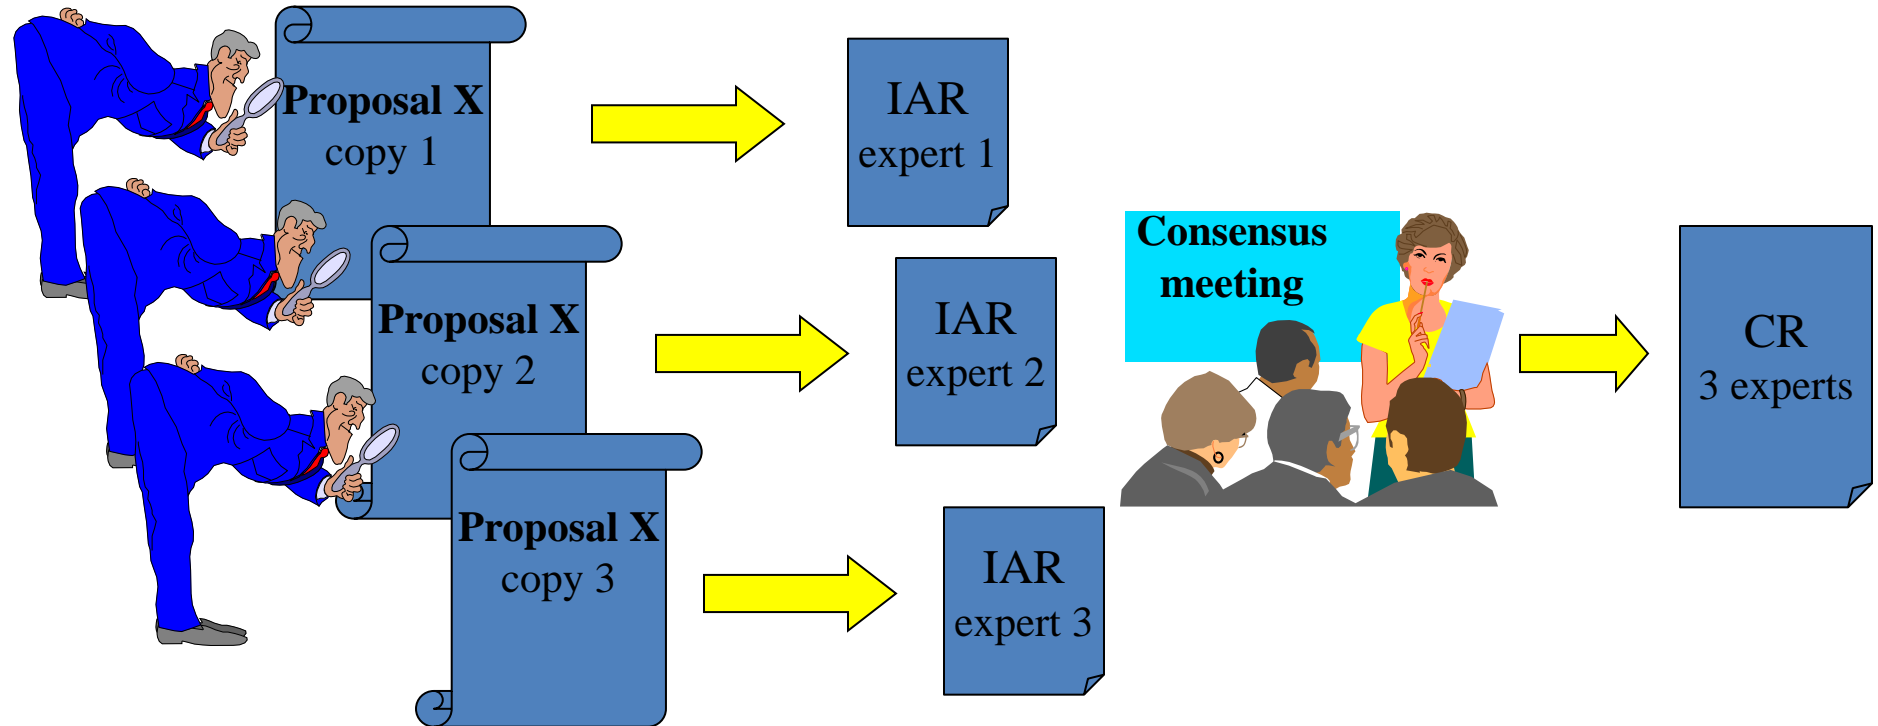 Proposal X
copy 1
IAR
expert 1
Proposal X
copy 2
IAR
expert 2
Proposal X
copy 3
IAR
expert 3
Consensus
meeting
CR
3 experts